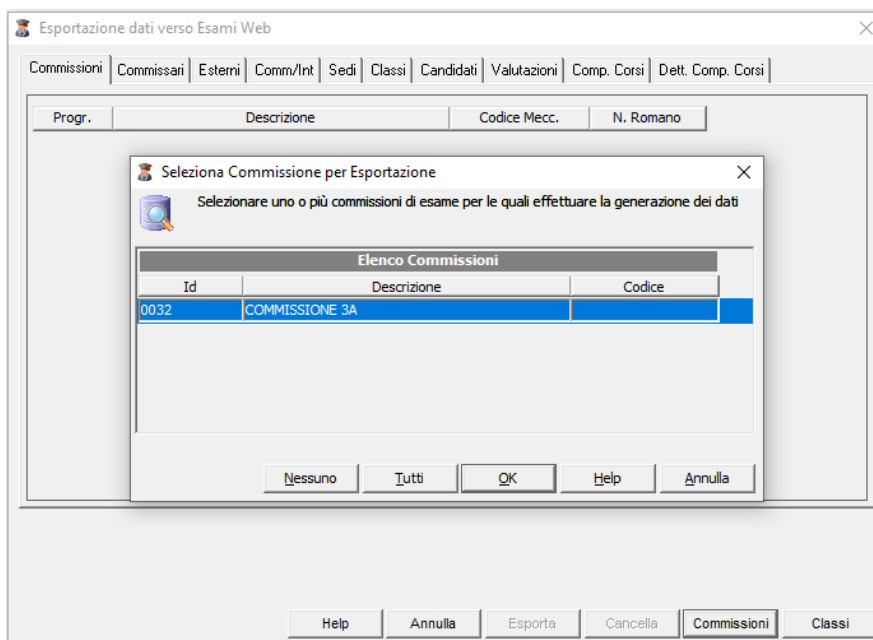 Esportazione dati verso Esami Web
Commissioni Commissari Esterni Comm/Int Sedi Classi Candidati Valutazioni Comp. Corsi Dett. Comp. Corsi
Progr. Descrizione Codice Mecc. N. Romano
Seleziona Commissione per Esportazione
Selezionare uno o più commissioni di esame per le quali effettuare la generazione dei dati
Elenco Commissioni
Id Descrizione Codice
0032 COMMISSIONE 3A
Nessuno Tutti OK Help Annulla
Help Annulla Esporta Cancella Commissioni Classi